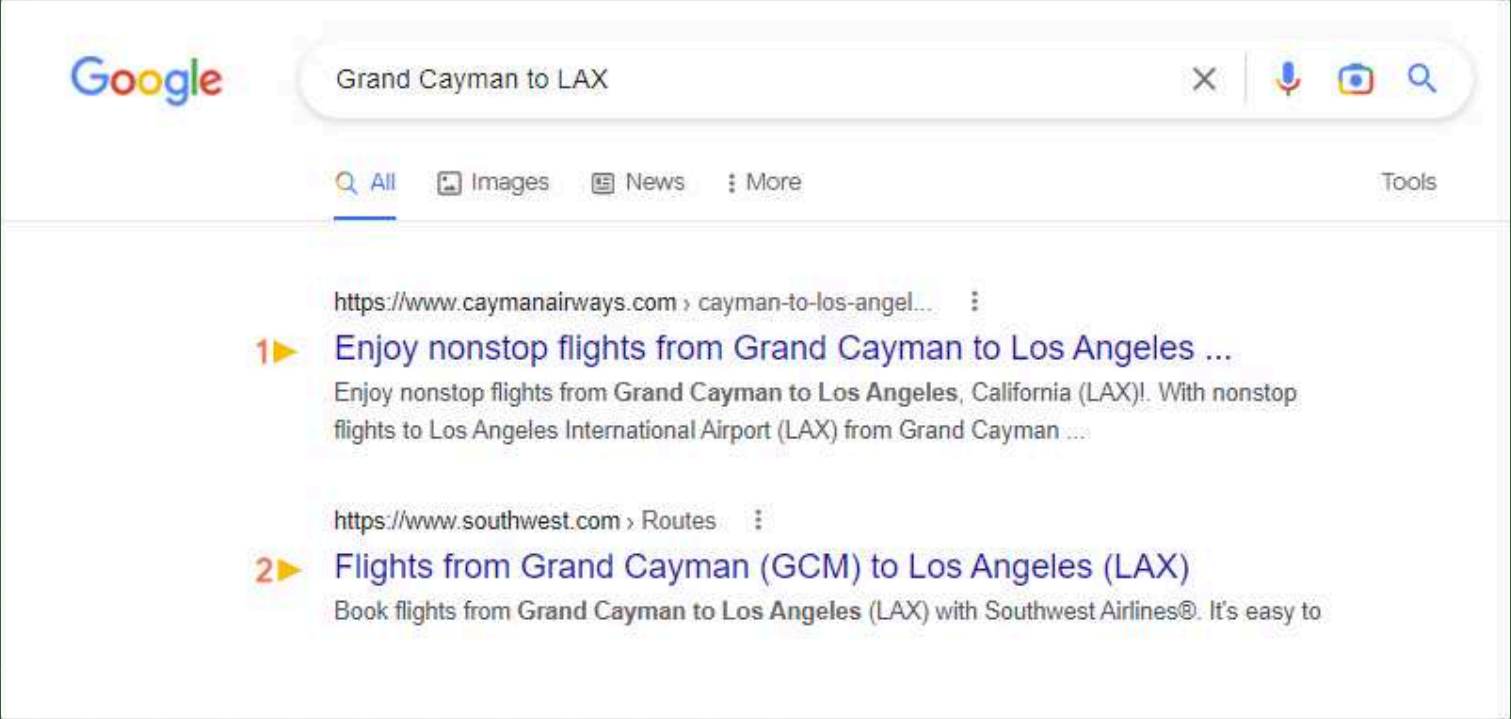 Google
Grand Cayman to LAX
All Images News More Tools
https://www.caymanairways.com › cayman-to-los-angel...
1 Enjoy nonstop flights from Grand Cayman to Los Angeles ...
Enjoy nonstop flights from Grand Cayman to Los Angeles, California (LAX)!. With nonstop
flights to Los Angeles International Airport (LAX) from Grand Cayman ...
https://www.southwest.com › Routes
2 Flights from Grand Cayman (GCM) to Los Angeles (LAX)
Book flights from Grand Cayman to Los Angeles (LAX) with Southwest Airlines®. It's easy to